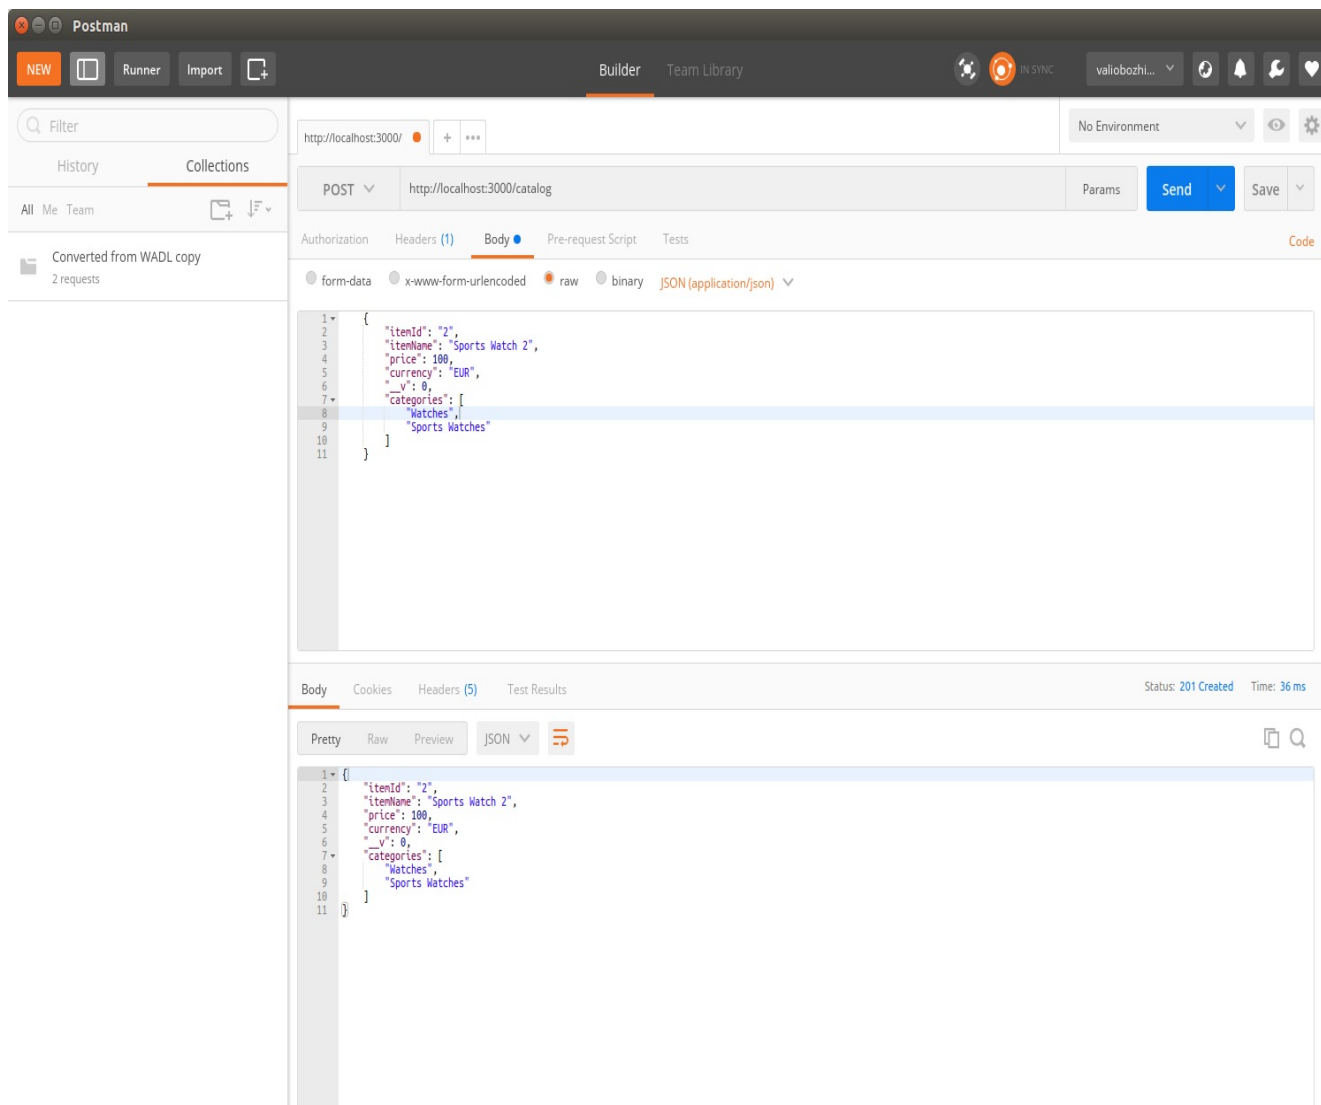 Postman
NEW Runner Import Builder Team Library IN SYNC valiobozhi...
Filter
History Collections
All Me Team
Converted from WADL copy
2 requests
http://localhost:3000/ + •••
No Environment
POST http://localhost:3000/catalog Params Send Save
Authorization Headers (1) Body Pre-request Script Tests Code
form-data x-www-form-urlencoded raw binary JSON (application/json)
1 {
2 "itemId": "2",
3 "itemName": "Sports Watch 2",
4 "price": 100,
5 "currency": "EUR",
6 "__v": 0,
7 "categories": [
8 "Watches",
9 "Sports Watches"
10 ]
11 }
Body Cookies Headers (5) Test Results Status: 201 Created Time: 36 ms
Pretty Raw Preview JSON
1 {
2 "itemId": "2",
3 "itemName": "Sports Watch 2",
4 "price": 100,
5 "currency": "EUR",
6 "__v": 0,
7 "categories": [
8 "Watches",
9 "Sports Watches"
10 ]
11 }